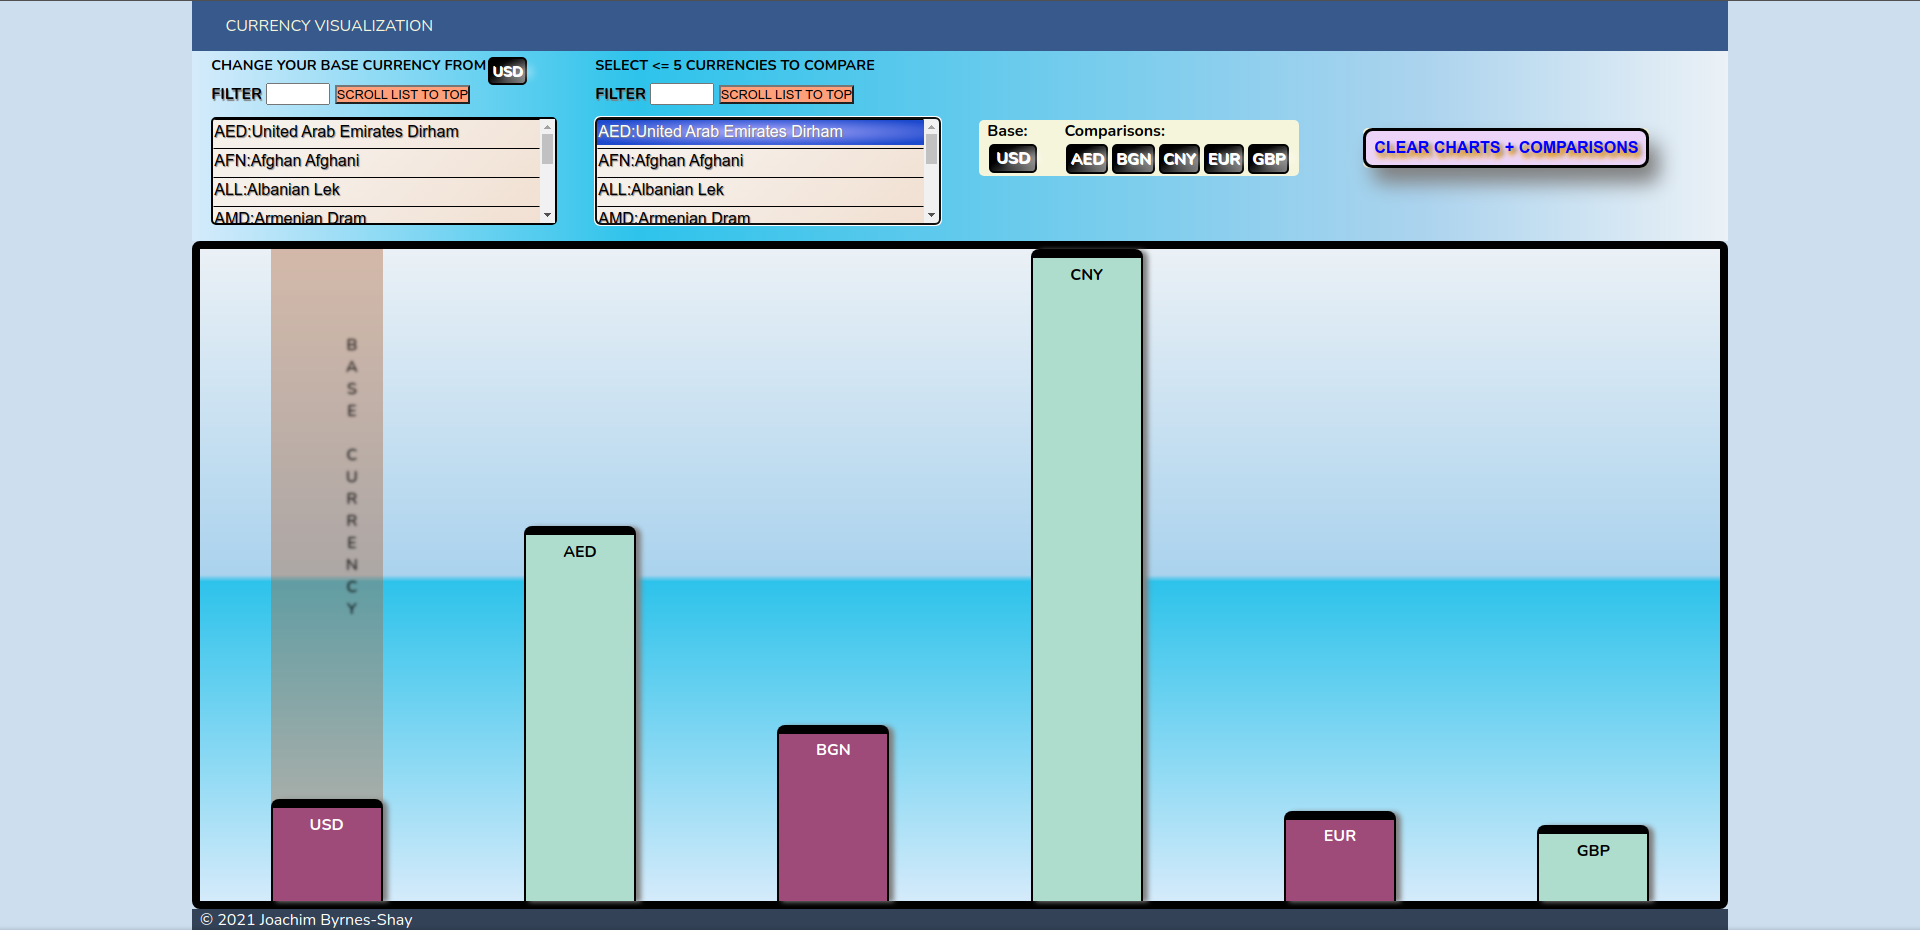 CURRENCY VISUALIZATION
CHANGE YOUR BASE CURRENCY FROM USD
FILTER SCROLL LIST TO TOP
AED:United Arab Emirates Dirham
AFN:Afghan Afghani
ALL:Albanian Lek
AMD:Armenian Dram
SELECT <= 5 CURRENCIES TO COMPARE
FILTER SCROLL LIST TO TOP
AED:United Arab Emirates Dirham
AFN:Afghan Afghani
ALL:Albanian Lek
AMD:Armenian Dram
Base: Comparisons:
USD AED BGN CNY EUR GBP
CLEAR CHARTS + COMPARISONS
BASE CURRENCY
USD
AED
BGN
CNY
EUR
GBP
© 2021 Joachim Byrnes-Shay